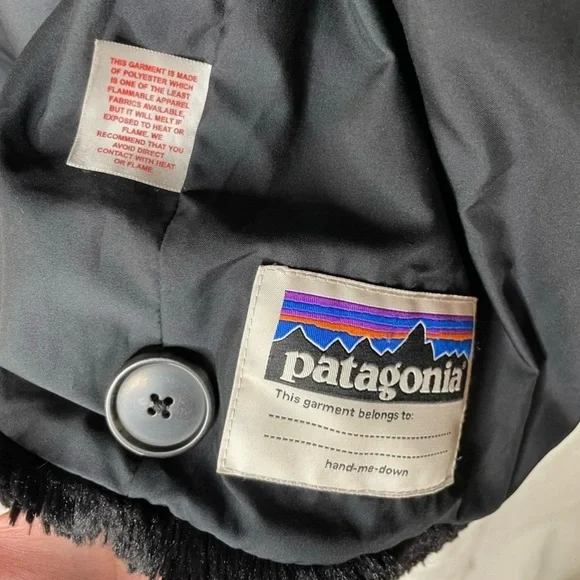 THIS GARMENT IS MADE
OF POLYESTER WHICH
IS ONE OF THE LEAST
FLAMMABLE APPAREL
FABRICS AVAILABLE,
BUT IT WILL MELT IF
EXPOSED TO HEAT OR
FLAME. WE
RECOMMEND THAT YOU
AVOID DIRECT
CONTACT WITH HEAT
OR FLAME.
patagonia®
This garment belongs to:
hand-me-down